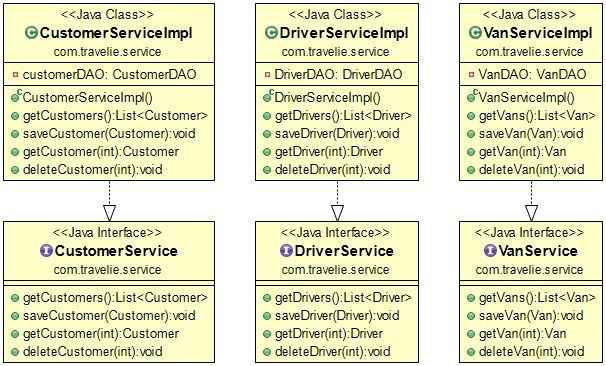 <<Java Class>>
CustomerServiceImpl
com.travelie.service
customerDAO: CustomerDAO
CustomerServiceImpl()
getCustomers():List<Customer>
saveCustomer(Customer):void
getCustomer(int):Customer
deleteCustomer(int):void
<<Java Class>>
DriverServiceImpl
com.travelie.service
DriverDAO: DriverDAO
DriverServiceImpl()
getDrivers():List<Driver>
saveDriver(Driver):void
getDriver(int):Driver
deleteDriver(int):void
<<Java Class>>
VanServiceImpl
com.travelie.service
VanDAO: VanDAO
VanServiceImpl()
getVans():List<Van>
saveVan(Van):void
getVan(int):Van
deleteVan(int):void
<<Java Interface>>
CustomerService
com.travelie.service
getCustomers():List<Customer>
saveCustomer(Customer):void
getCustomer(int):Customer
deleteCustomer(int):void
<<Java Interface>>
DriverService
com.travelie.service
getDrivers():List<Driver>
saveDriver(Driver):void
getDriver(int):Driver
deleteDriver(int):void
<<Java Interface>>
VanService
com.travelie.service
getVans():List<Van>
saveVan(Van):void
getVan(int):Van
deleteVan(int):void